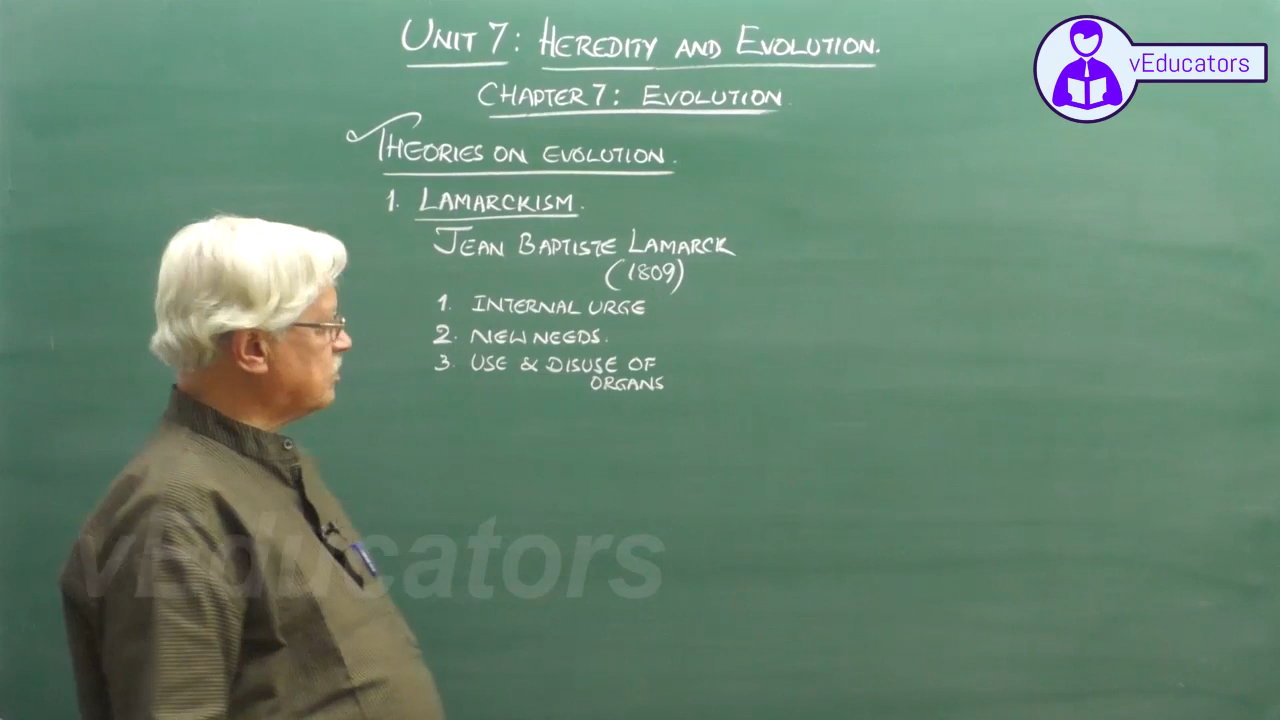 UNIT 7: HEREDITY AND EVOLUTION.
vEducators
CHAPTER 7: EVOLUTION
THEORIES ON EVOLUTION.
1. LAMARCKISM.
JEAN BAPTISTE LAMARCK
(1809)
1. INTERNAL URGE
2. NEW NEEDS.
3. USE & DISUSE OF
ORGANS
vEducators